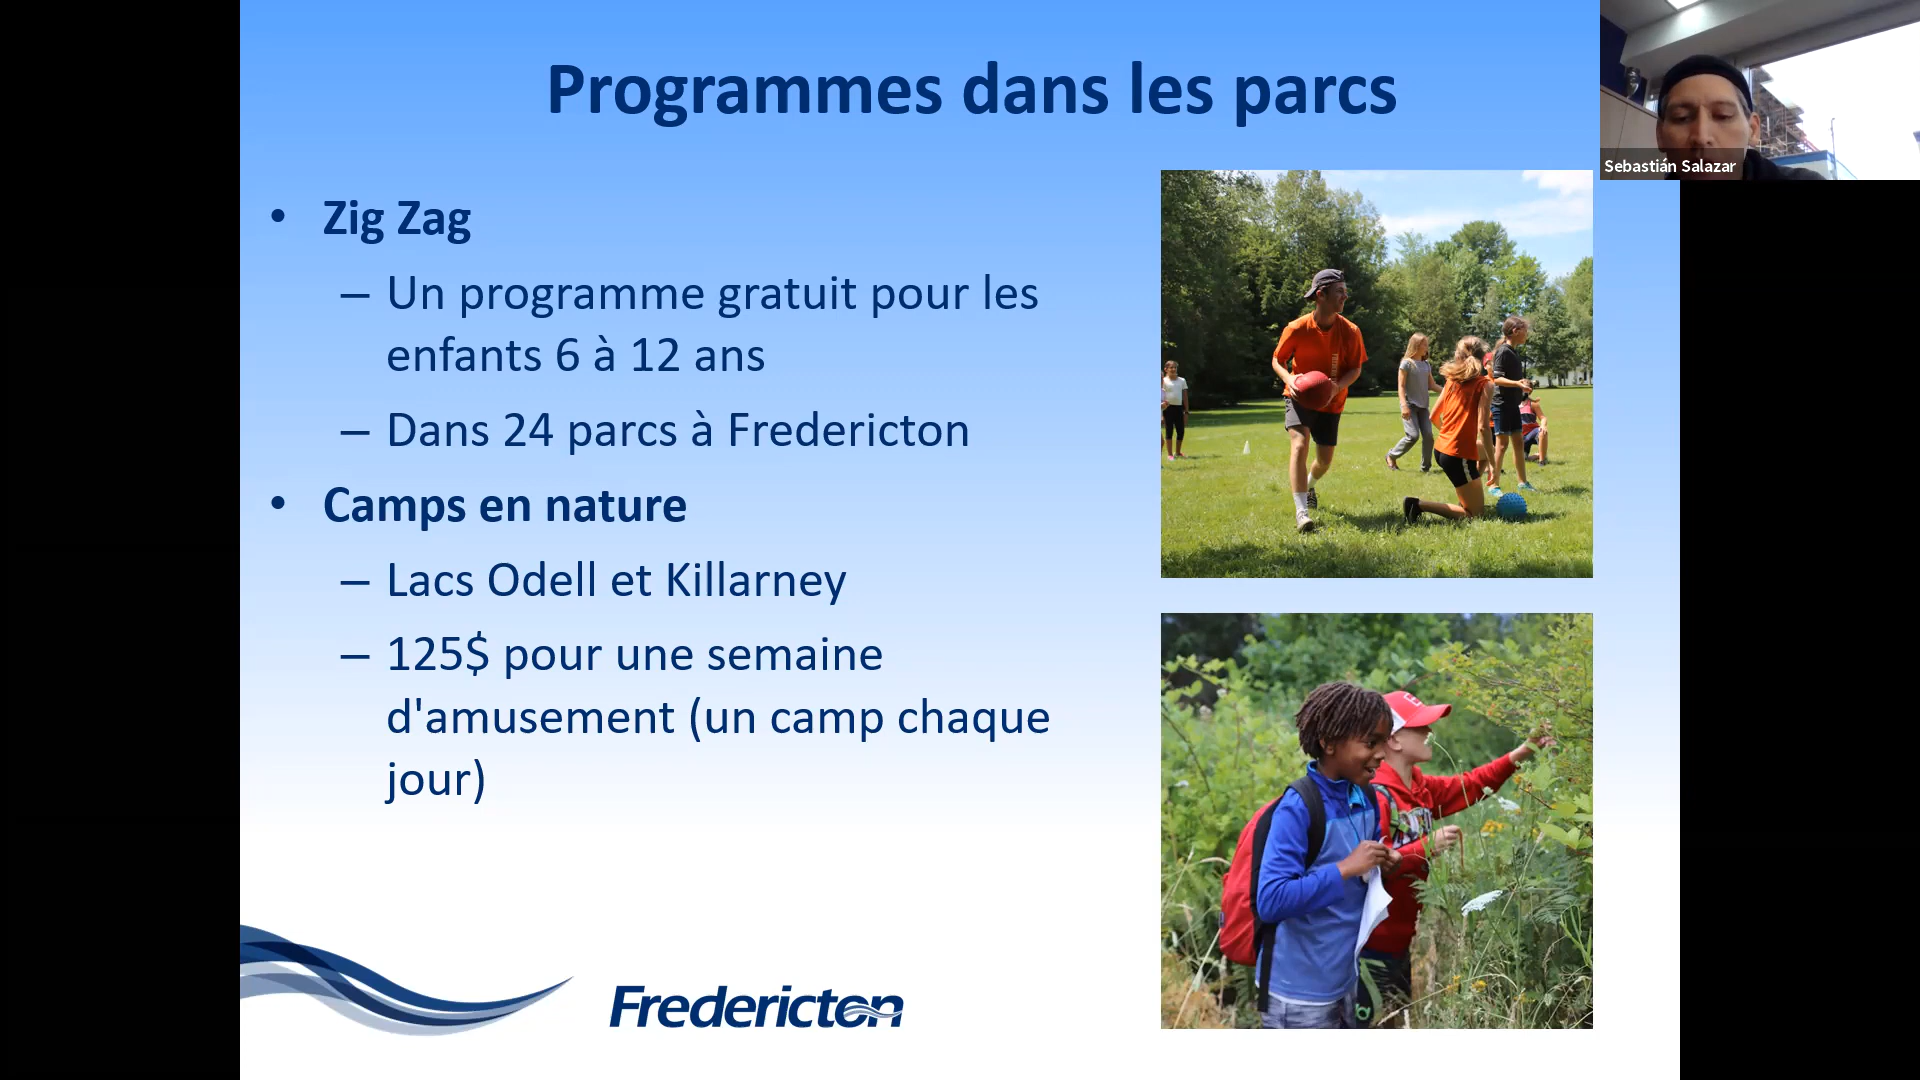 Programmes dans les parcs
Sebastián Salazar
• Zig Zag
– Un programme gratuit pour les
enfants 6 à 12 ans
– Dans 24 parcs à Fredericton
• Camps en nature
– Lacs Odell et Killarney
– 125$ pour une semaine
d'amusement (un camp chaque
jour)
Fredericton